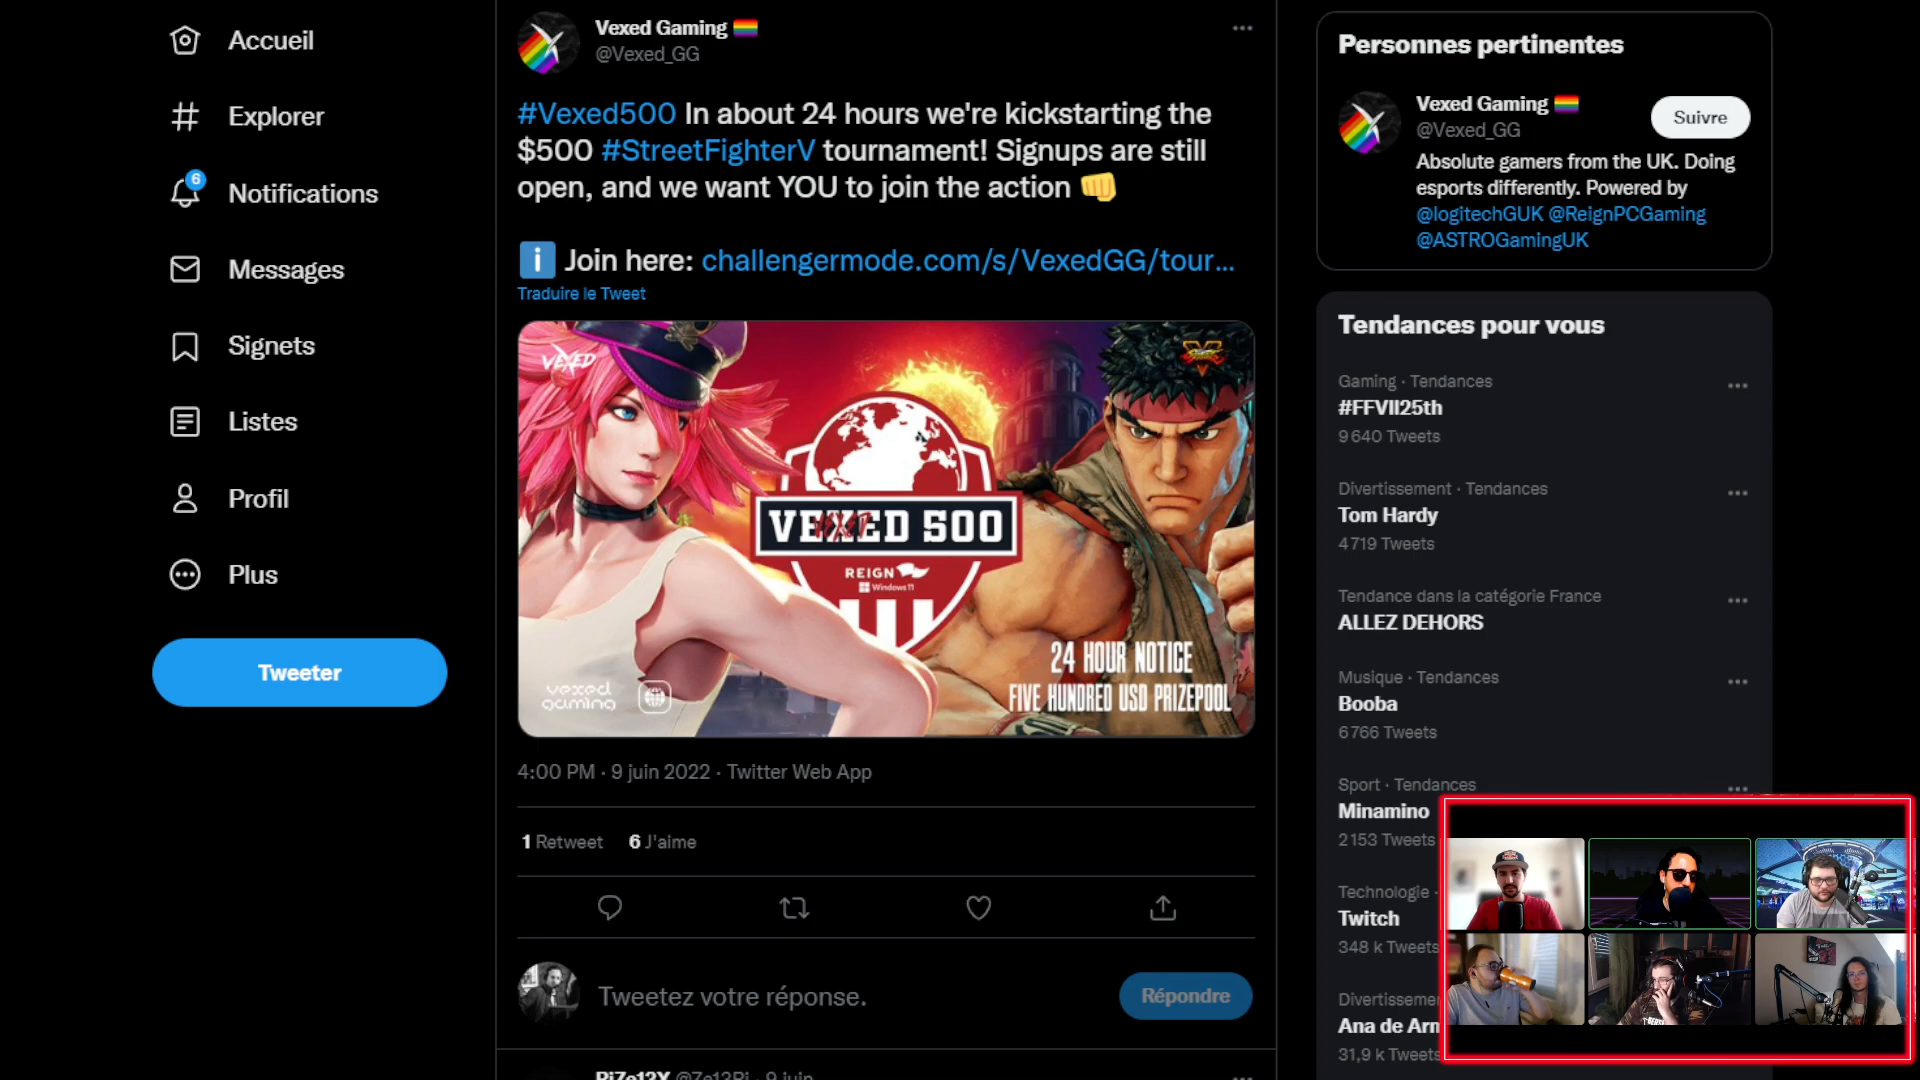 Accueil
Explorer
6
Notifications
Messages
Signets
Listes
Profil
Plus
Tweeter
Vexed Gaming
@Vexed_GG
#Vexed500 In about 24 hours we're kickstarting the
$500 #StreetFighterV tournament! Signups are still
open, and we want YOU to join the action
i Join here: challengermode.com/s/VexedGG/tour...
Traduire le Tweet
VEXED
V
VEXED 500
REIGN
Windows 11
24 HOUR NOTICE
FIVE HUNDRED USD PRIZEPOOL
vexed
gaming
4:00 PM · 9 juin 2022 · Twitter Web App
1 Retweet 6 J'aime
Tweetez votre réponse.
Répondre
RiZe12Y @Ze12Ri · 9 juin
Personnes pertinentes
Vexed Gaming
@Vexed_GG
Suivre
Absolute gamers from the UK. Doing
esports differently. Powered by
@logitechGUK @ReignPCGaming
@ASTROGamingUK
Tendances pour vous
Gaming · Tendances
#FFVII25th
9 640 Tweets
Divertissement · Tendances
Tom Hardy
4 719 Tweets
Tendance dans la catégorie France
ALLEZ DEHORS
Musique · Tendances
Booba
6 766 Tweets
Sport · Tendances
Minamino
2 153 Tweets
Technologie ·
Twitch
348 k Tweets
Divertisseme
Ana de Arm
31,9 k Tweets